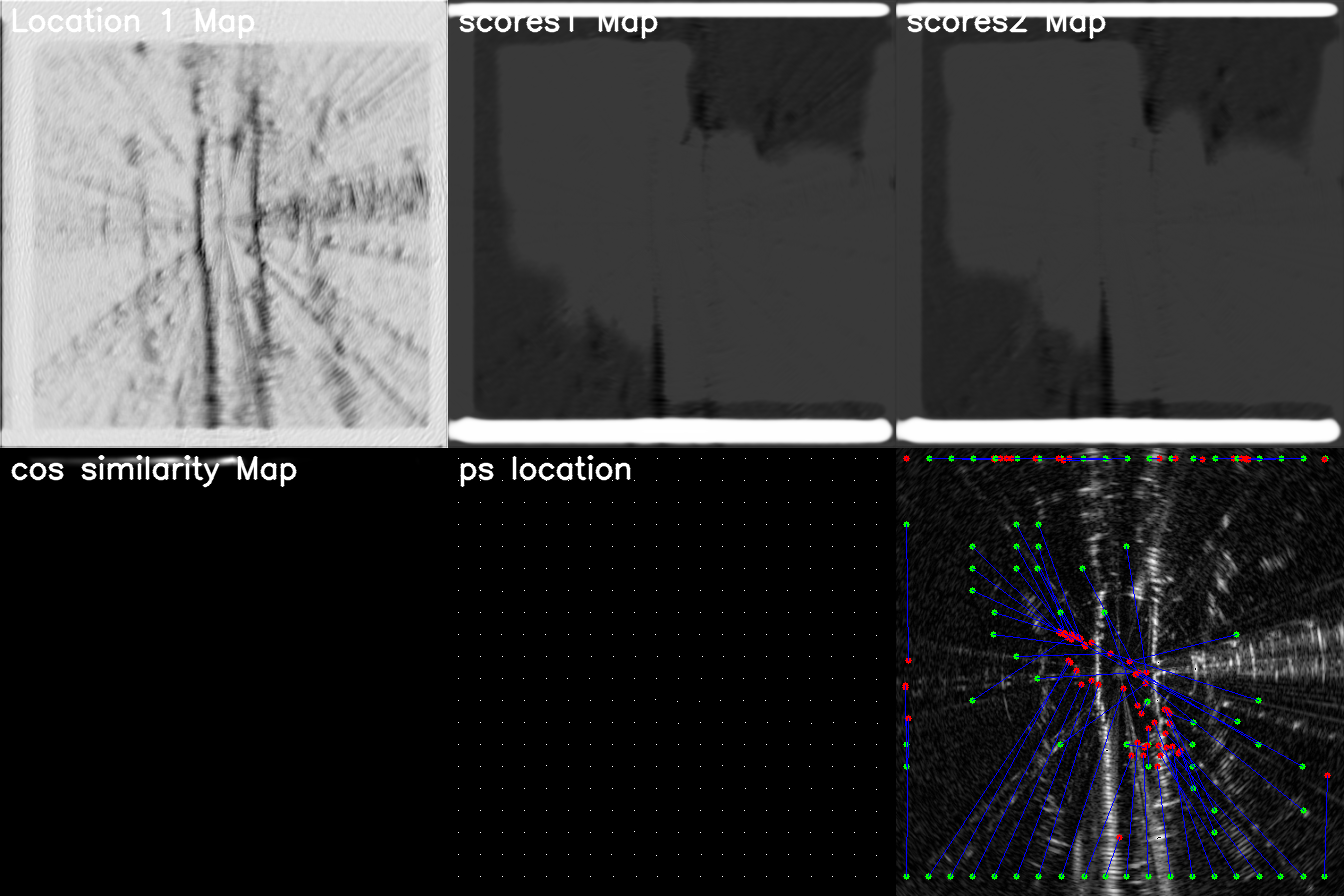 Location 1 Map
scores1 Map
scores2 Map
cos similarity Map
ps location